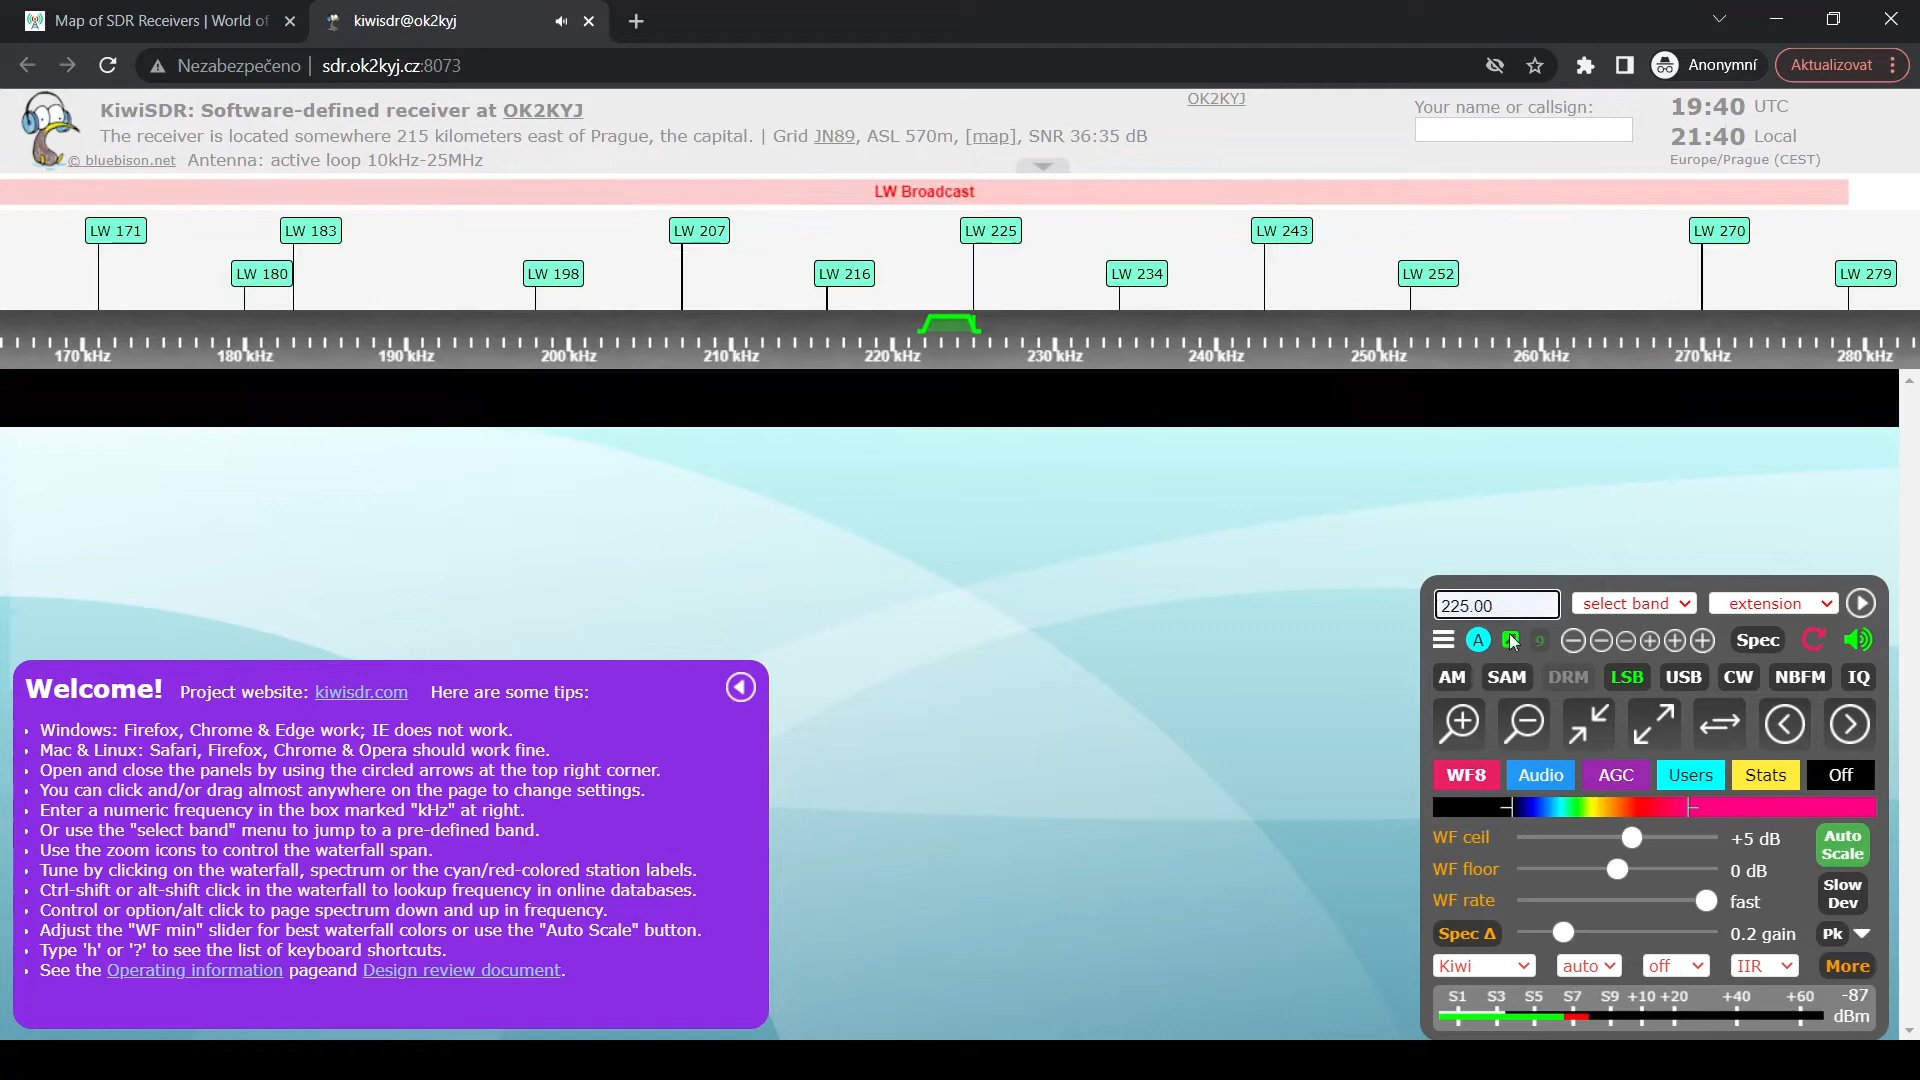 Map of SDR Receivers | World of
kiwisdr@ok2kyj
Nezabezpečeno
sdr.ok2kyj.cz:8073
Anonymní
Aktualizovat
KiwiSDR: Software-defined receiver at OK2KYJ
The receiver is located somewhere 215 kilometers east of Prague, the capital. | Grid JN89, ASL 570m, [map], SNR 36:35 dB
© bluebison.net Antenna: active loop 10kHz-25MHz
OK2KYJ
Your name or callsign:
19:40 UTC
21:40 Local
Europe/Prague (CEST)
LW Broadcast
LW 171 LW 183 LW 207 LW 225 LW 243 LW 270
LW 180 LW 198 LW 216 LW 234 LW 252 LW 279
170 kHz 180 kHz 190 kHz 200 kHz 210 kHz 220 kHz 230 kHz 240 kHz 250 kHz 260 kHz 270 kHz 280 kHz
Welcome! Project website: kiwisdr.com Here are some tips:
Windows: Firefox, Chrome & Edge work; IE does not work.
Mac & Linux: Safari, Firefox, Chrome & Opera should work fine.
Open and close the panels by using the circled arrows at the top right corner.
You can click and/or drag almost anywhere on the page to change settings.
Enter a numeric frequency in the box marked "kHz" at right.
Or use the "select band" menu to jump to a pre-defined band.
Use the zoom icons to control the waterfall span.
Tune by clicking on the waterfall, spectrum or the cyan/red-colored station labels.
Ctrl-shift or alt-shift click in the waterfall to lookup frequency in online databases.
Control or option/alt click to page spectrum down and up in frequency.
Adjust the "WF min" slider for best waterfall colors or use the "Auto Scale" button.
Type 'h' or '?' to see the list of keyboard shortcuts.
See the Operating information pageand Design review document.
225.00 select band extension
A 9 Spec
AM SAM DRM LSB USB CW NBFM IQ
WF8 Audio AGC Users Stats Off
WF ceil +5 dB Auto Scale
WF floor 0 dB
WF rate fast Slow Dev
Spec Δ 0.2 gain Pk
Kiwi auto off IIR More
S1 S3 S5 S7 S9 +10 +20 +40 +60 -87
dBm